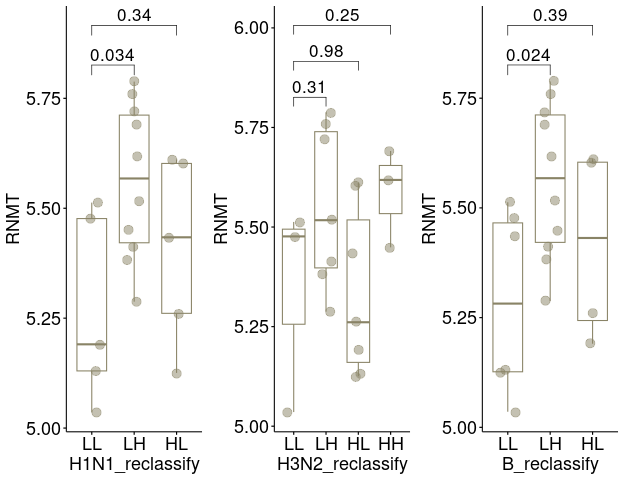 0.34
0.034
5.75
5.50
5.25
5.00
RNMT
LL LH HL
H1N1_reclassify
0.25
0.98
0.31
6.00
5.75
5.50
5.25
5.00
RNMT
LL LH HL HH
H3N2_reclassify
0.39
0.024
5.75
5.50
5.25
5.00
RNMT
LL LH HL
B_reclassify